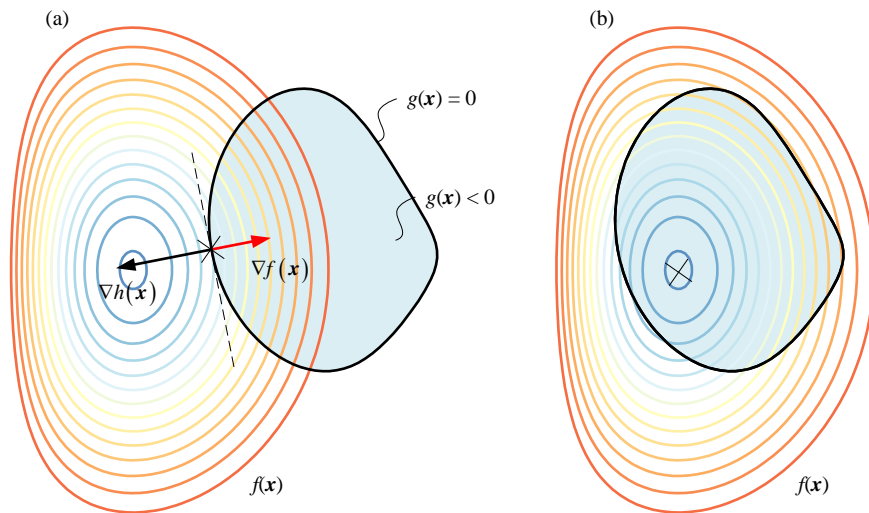 (a)
(b)
g(x) = 0
g(x) < 0
∇f(x)
∇h(x)
f(x)
f(x)